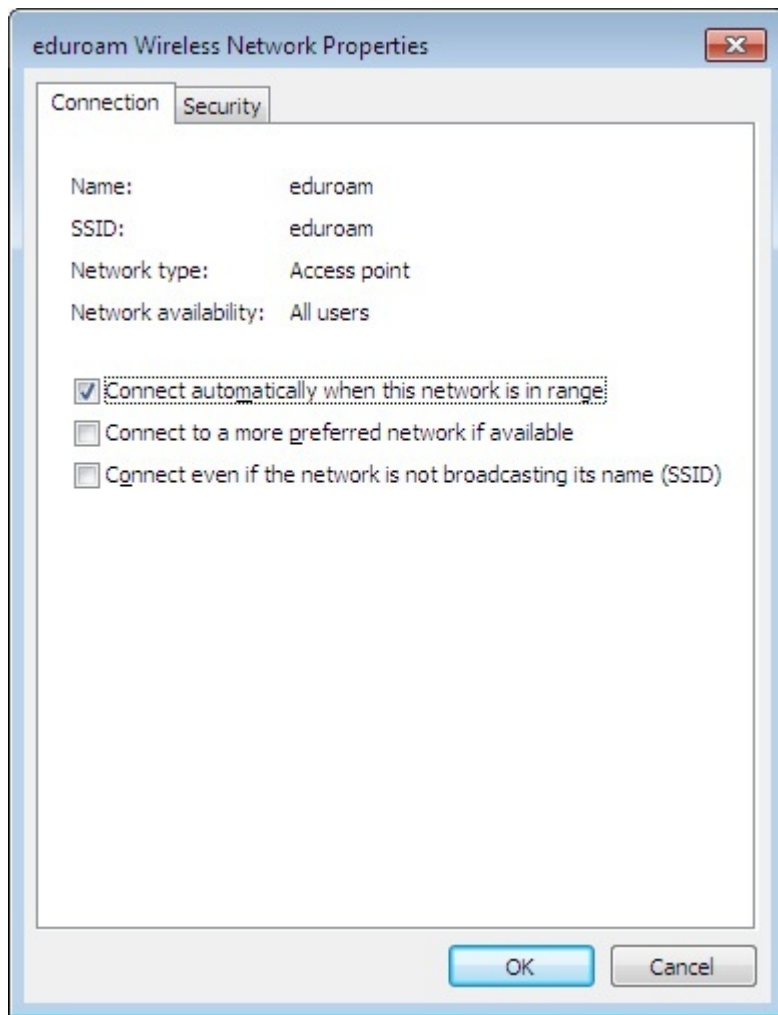 eduroam Wireless Network Properties
Connection Security
Name: eduroam
SSID: eduroam
Network type: Access point
Network availability: All users
Connect automatically when this network is in range
Connect to a more preferred network if available
Connect even if the network is not broadcasting its name (SSID)
OK Cancel